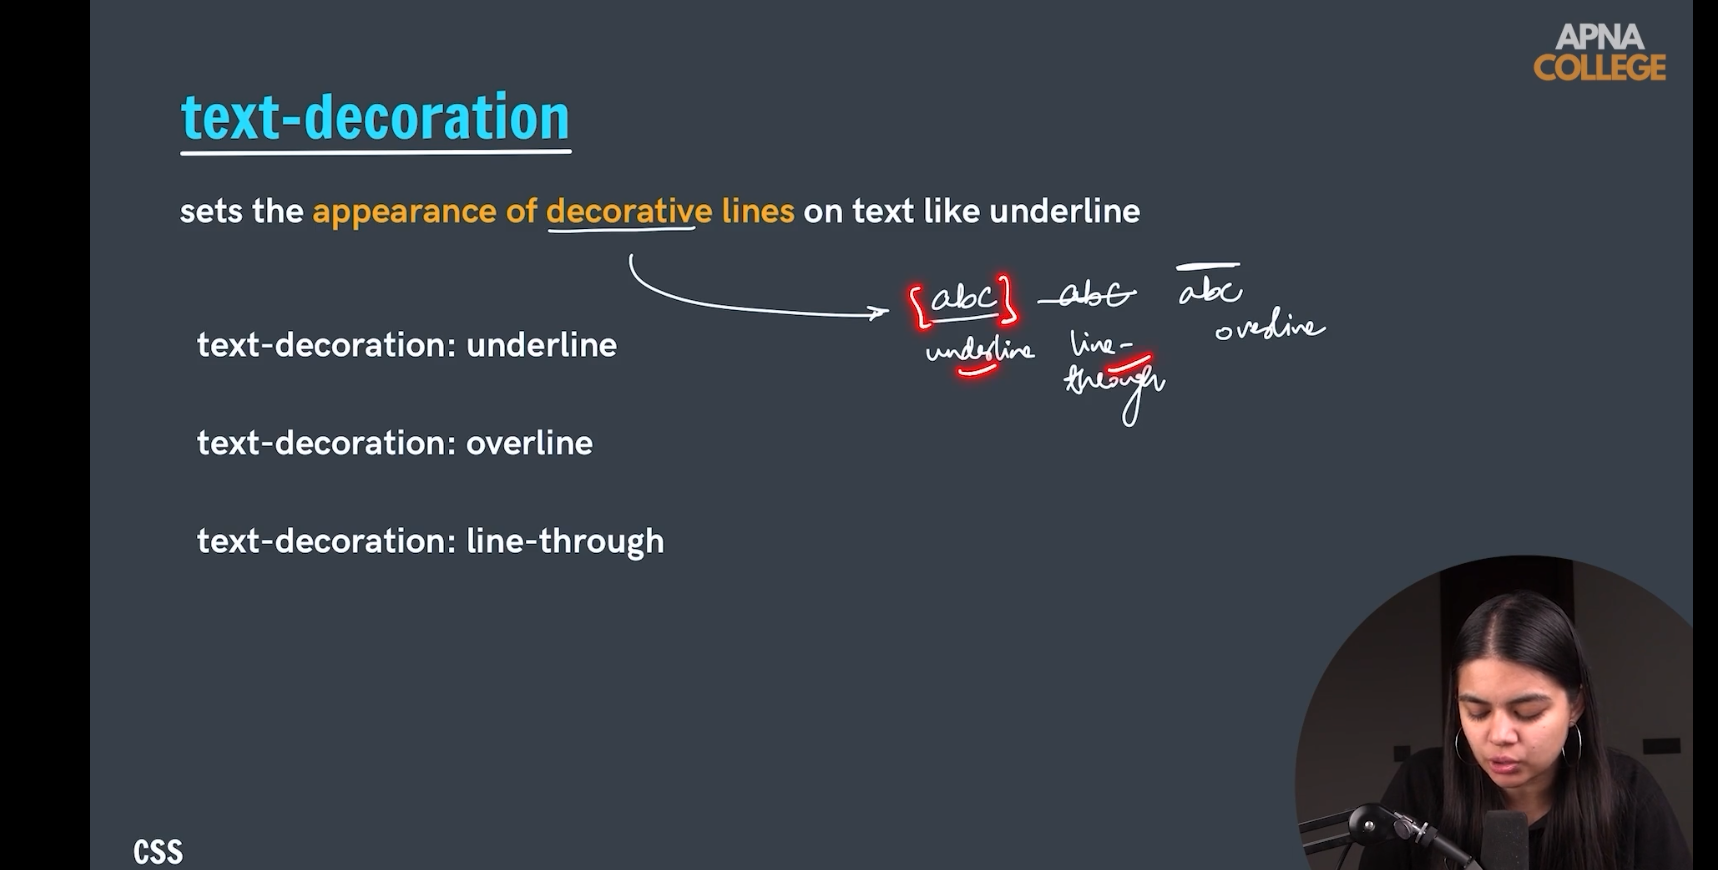 APNA
COLLEGE
text-decoration
sets the appearance of decorative lines on text like underline
abc abc abc
underline line-through overline
text-decoration: underline
text-decoration: overline
text-decoration: line-through
CSS